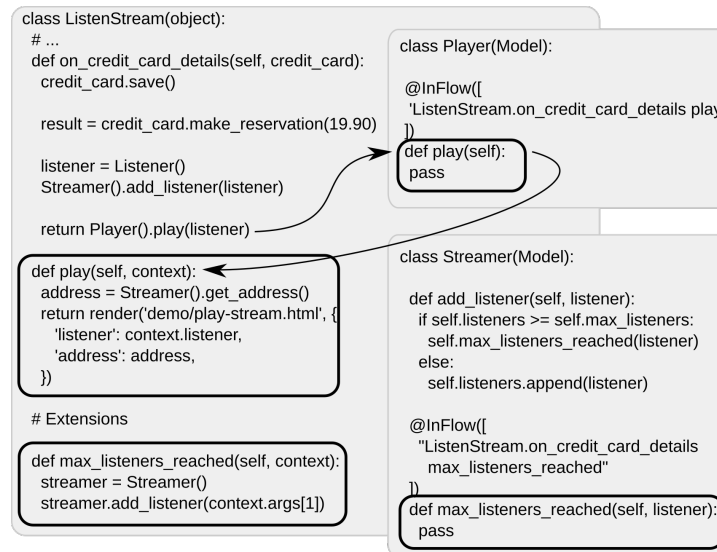 class ListenStream(object):
# ...
def on_credit_card_details(self, credit_card):
credit_card.save()
result = credit_card.make_reservation(19.90)
listener = Listener()
Streamer().add_listener(listener)
return Player().play(listener)
def play(self, context):
address = Streamer().get_address()
return render('demo/play-stream.html', {
'listener': context.listener,
'address': address,
})
# Extensions
def max_listeners_reached(self, context):
streamer = Streamer()
streamer.add_listener(context.args[1])
class Player(Model):
@InFlow([
'ListenStream.on_credit_card_details play
])
def play(self):
pass
class Streamer(Model):
def add_listener(self, listener):
if self.listeners >= self.max_listeners:
self.max_listeners_reached(listener)
else:
self.listeners.append(listener)
@InFlow([
"ListenStream.on_credit_card_details
max_listeners_reached"
])
def max_listeners_reached(self, listener):
pass